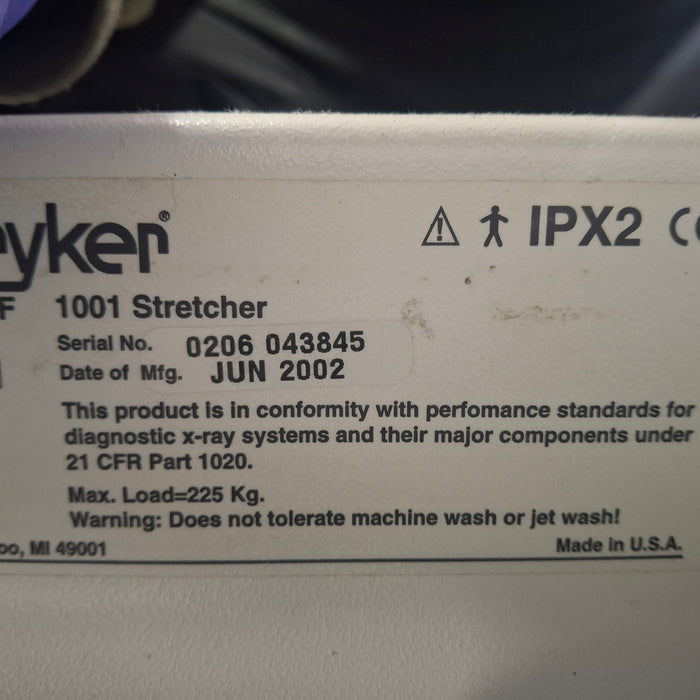 yker®
IPX2
F 1001 Stretcher
Serial No. 0206 043845
Date of Mfg. JUN 2002
This product is in conformity with perfomance standards for
diagnostic x-ray systems and their major components under
21 CFR Part 1020.
Max. Load=225 Kg.
Warning: Does not tolerate machine wash or jet wash!
oo, MI 49001
Made in U.S.A.